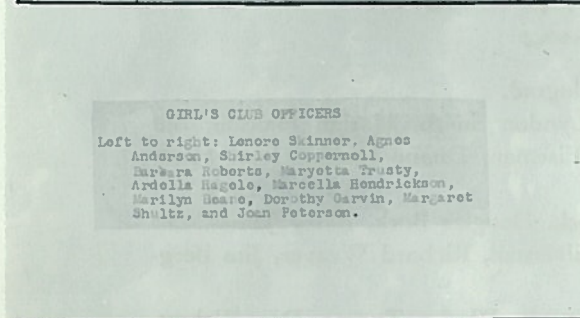 GIRL'S CLUB OFFICERS
Left to right: Lenore Skinner, Agnes
Anderson, Shirley Coppernoll,
Barbara Roberts, Maryetta Trusty,
Ardella Hagele, Marcella Hendrickson,
Marilyn Deare, Dorothy Garvin, Margaret
Shultz, and Joan Peterson.